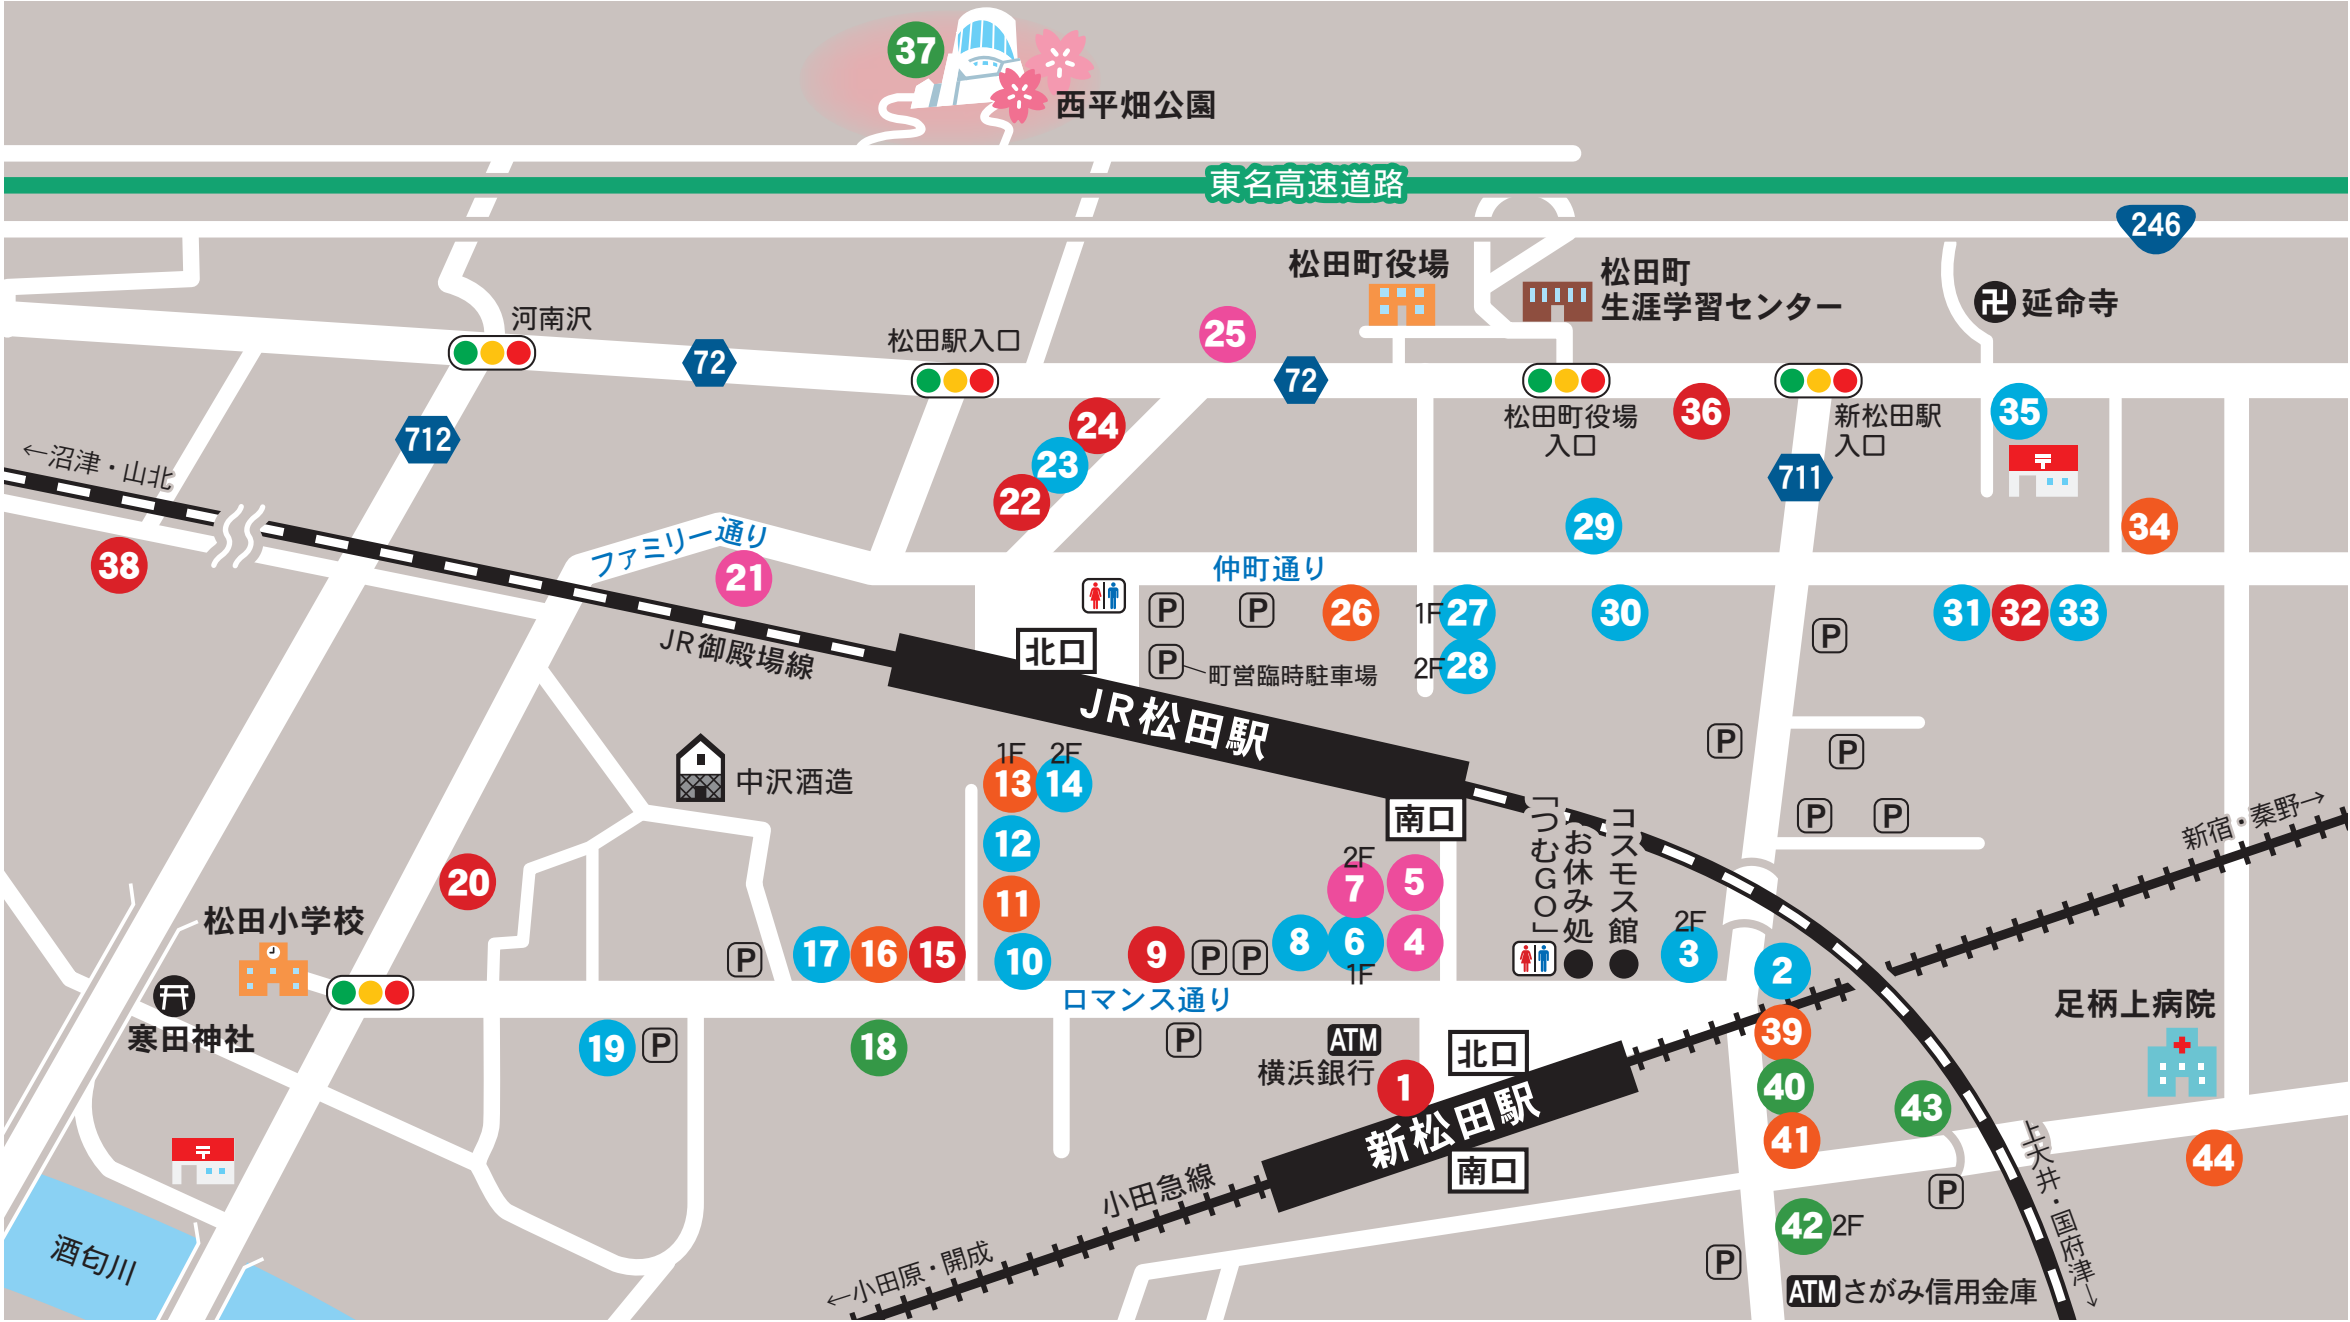 37
西平畑公園
東名高速道路
246
松田町役場
松田町
生涯学習センター
延命寺
河南沢
松田駅入口
25
72
72
松田町役場
入口
36
新松田駅
入口
35
712
24
23
22
711
←沼津・山北
29
34
38
ファミリー通り
21
仲町通り
P
P
26
1F
27
30
31
32
33
P
北口
P
町営臨時駐車場
2F
28
JR御殿場線
JR松田駅
P
P
中沢酒造
1F
2F
13
14
南口
P
P
新宿・秦野→
12
「つむGO」
お休み処
コスモス館
20
11
2F
7
5
松田小学校
P
17
16
15
10
9
P
P
8
6
1F
4
2F
3
2
ロマンス通り
寒田神社
19
P
18
P
ATM
横浜銀行
1
北口
39
足柄上病院
40
43
41
新松田駅
南口
44
P
上大井・国府津→
小田急線
42
2F
酒匂川
←小田原・開成
P
ATM
さがみ信用金庫